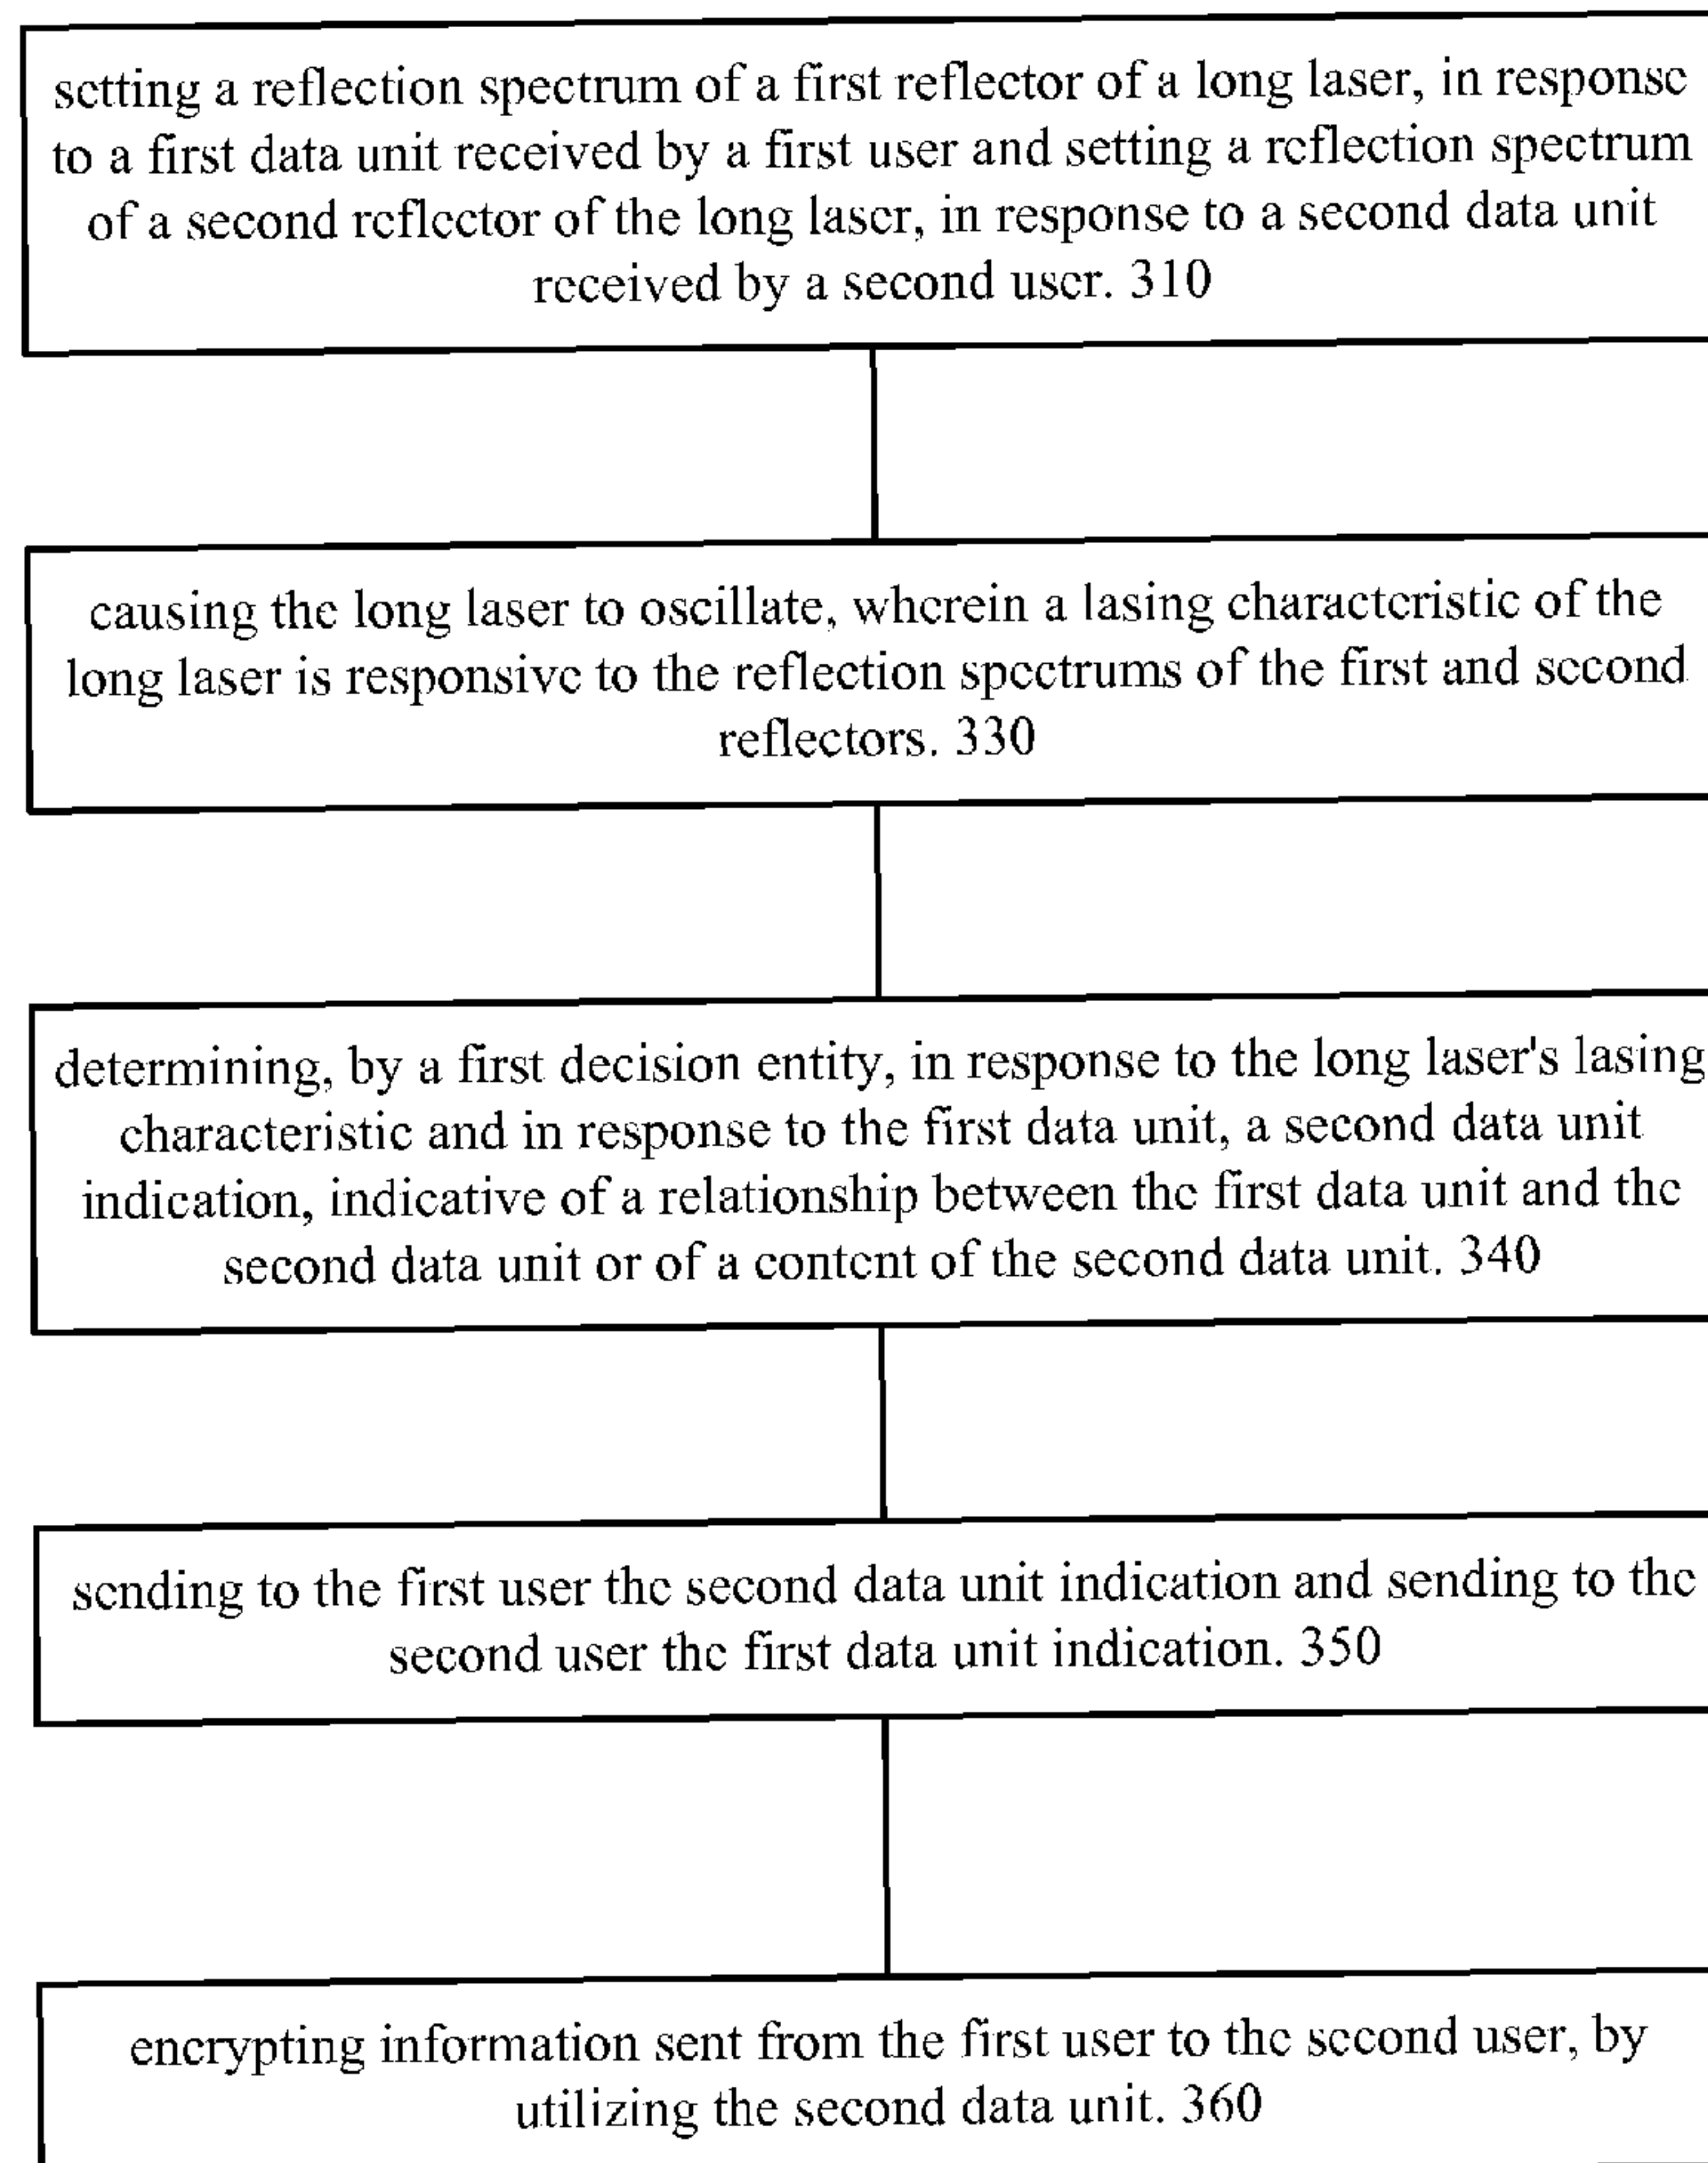 setting a reflection spectrum of a first reflector of a long laser, in response
to a first data unit received by a first user and setting a reflection spectrum
of a second reflector of the long laser, in response to a second data unit
received by a second user. 310
causing the long laser to oscillate, wherein a lasing characteristic of the
long laser is responsive to the reflection spectrums of the first and second
reflectors. 330
determining, by a first decision entity, in response to the long laser's lasing
characteristic and in response to the first data unit, a second data unit
indication, indicative of a relationship between the first data unit and the
second data unit or of a content of the second data unit. 340
sending to the first user the second data unit indication and sending to the
second user the first data unit indication. 350
encrypting information sent from the first user to the second user, by
utilizing the second data unit. 360